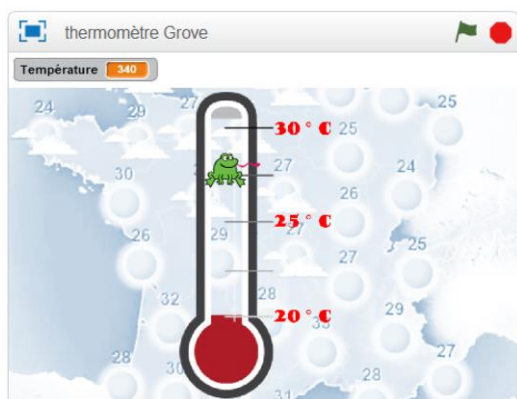 thermomètre Grove
Température 340
24 29 27 25
30 ° C 25
30 29 27 24
26
25 ° C 27
26 29 27 25
32 28
20 ° C 29
33
28 30 27
28
31